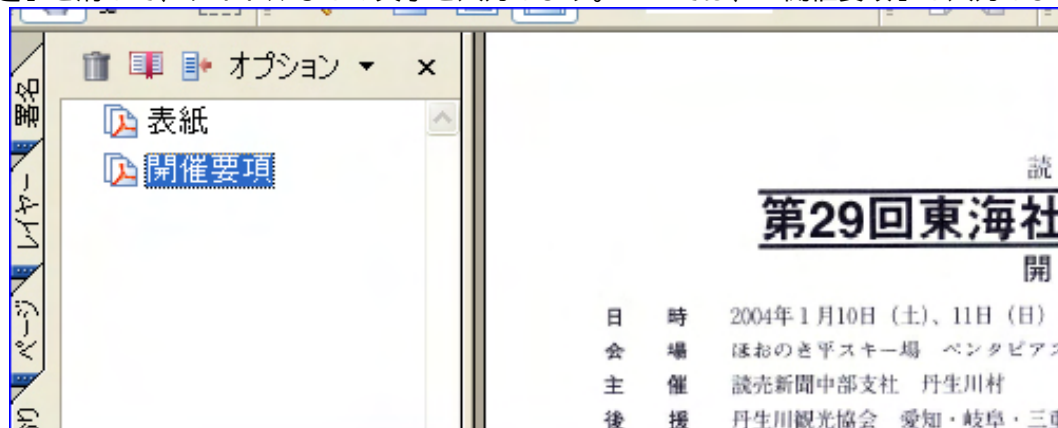 オプション
署名
表紙
開催要項
レイヤー
ページ
読
第29回東海社
開
日 時 2004年1月10日(土)、11日(日)
会 場 ほおのき平スキー場 ペンタピアス
主 催 読売新聞中部支社 丹生川村
後 援 丹生川観光協会 愛知・岐阜・三重